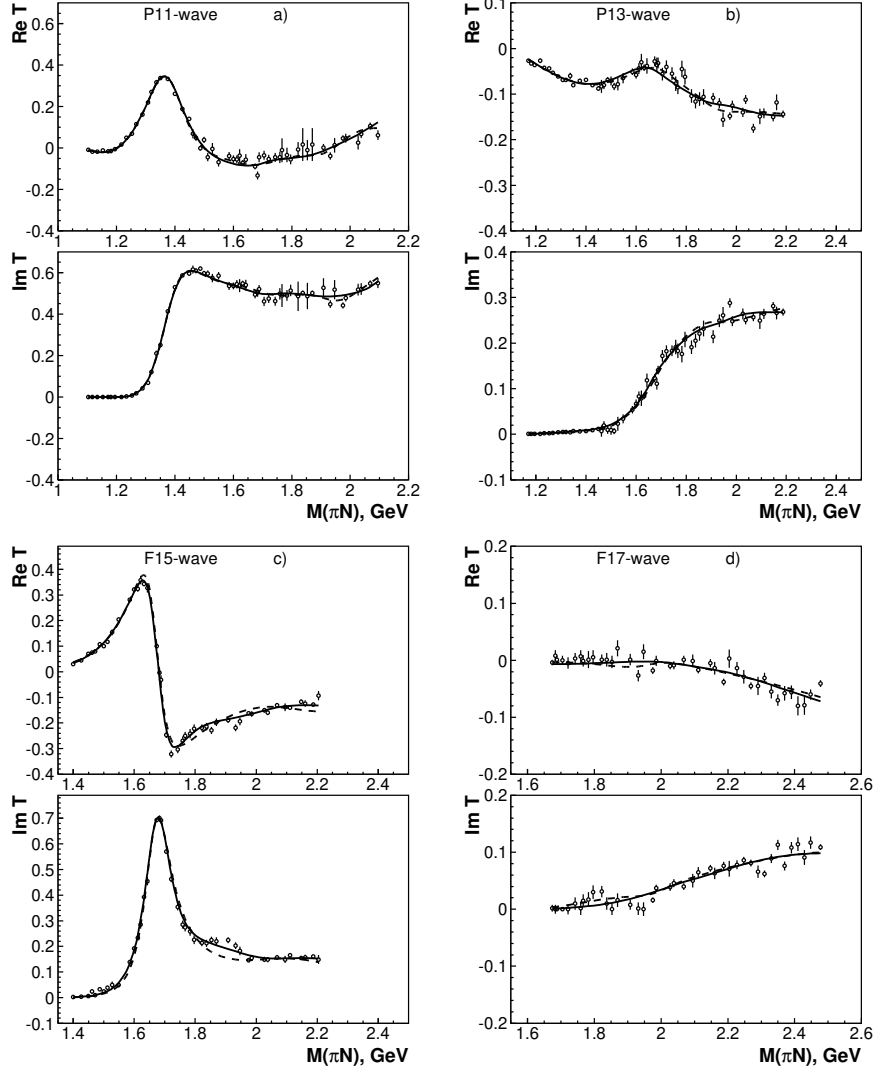 P11-wave a)
Re T
0.6
0.4
0.2
0
-0.2
-0.4
1 1.2 1.4 1.6 1.8 2 2.2
Im T
0.6
0.4
0.2
0
-0.2
-0.4
1 1.2 1.4 1.6 1.8 2 2.2
M(πN), GeV
P13-wave b)
Re T
0.1
0
-0.1
-0.2
-0.3
-0.4
1.2 1.4 1.6 1.8 2 2.2
Im T
0.4
0.3
0.2
0.1
0
-0.1
1.2 1.4 1.6 1.8 2 2.2
M(πN), GeV
F15-wave c)
Re T
0.4
0.3
0.2
0.1
0
-0.1
-0.2
-0.3
-0.4
1.4 1.6 1.8 2 2.2 2.4
Im T
0.7
0.6
0.5
0.4
0.3
0.2
0.1
0
-0.1
1.4 1.6 1.8 2 2.2 2.4
M(πN), GeV
F17-wave d)
Re T
0.2
0.1
0
-0.1
-0.2
1.6 1.8 2 2.2 2.4 2.6
Im T
0.2
0.1
0
-0.1
-0.2
1.6 1.8 2 2.2 2.4 2.6
M(πN), GeV